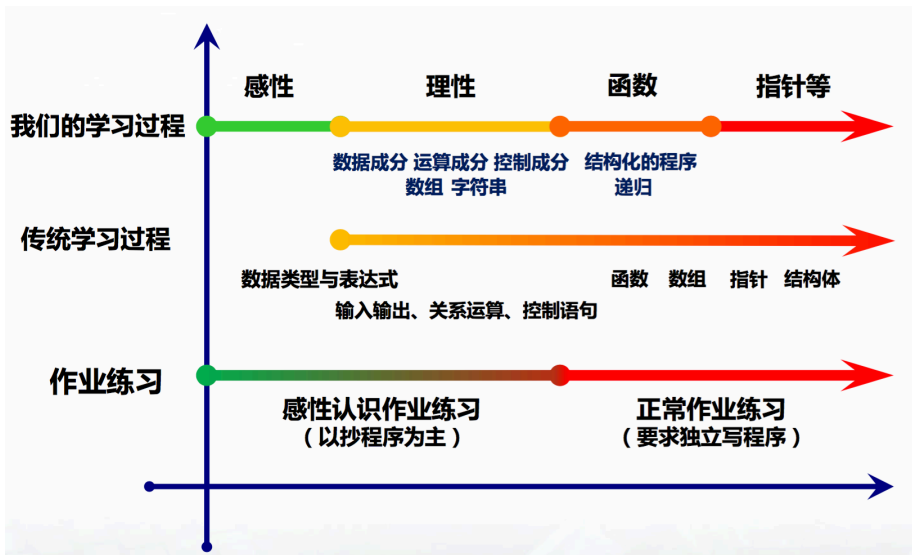 感性 理性 函数 指针等
我们的学习过程
数据成分 运算成分 控制成分 结构化的程序
数组 字符串 递归
传统学习过程
数据类型与表达式 函数 数组 指针 结构体
输入输出、关系运算、控制语句
作业练习
感性认识作业练习 正常作业练习
（以抄程序为主） （要求独立写程序）